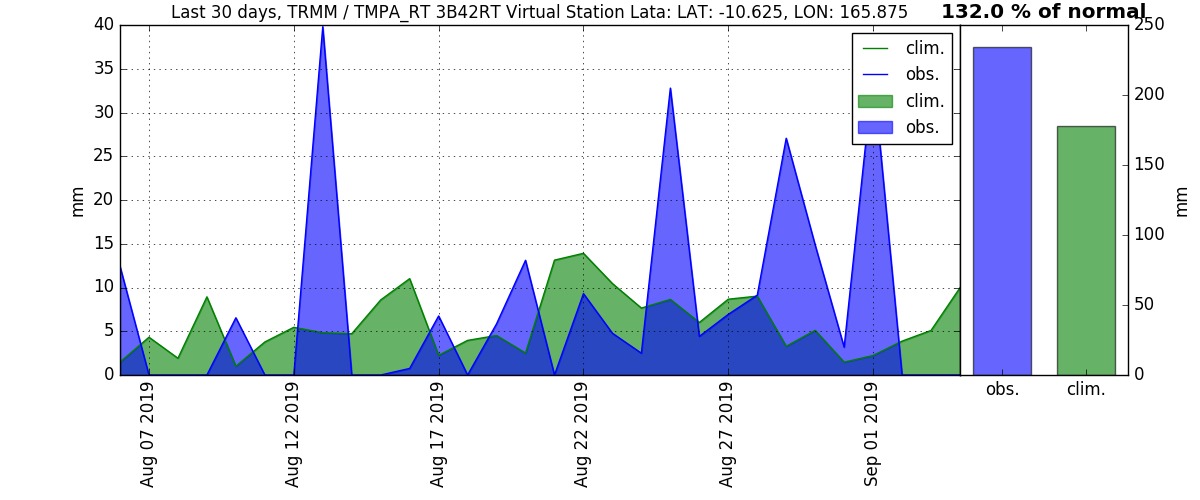 Last 30 days, TRMM / TMPA_RT 3B42RT Virtual Station Lata: LAT: -10.625, LON: 165.875
132.0 % of normal
40
35
30
25
20
15
10
5
0
mm
clim.
obs.
clim.
obs.
Aug 07 2019
Aug 12 2019
Aug 17 2019
Aug 22 2019
Aug 27 2019
Sep 01 2019
250
200
150
100
50
0
mm
obs.
clim.